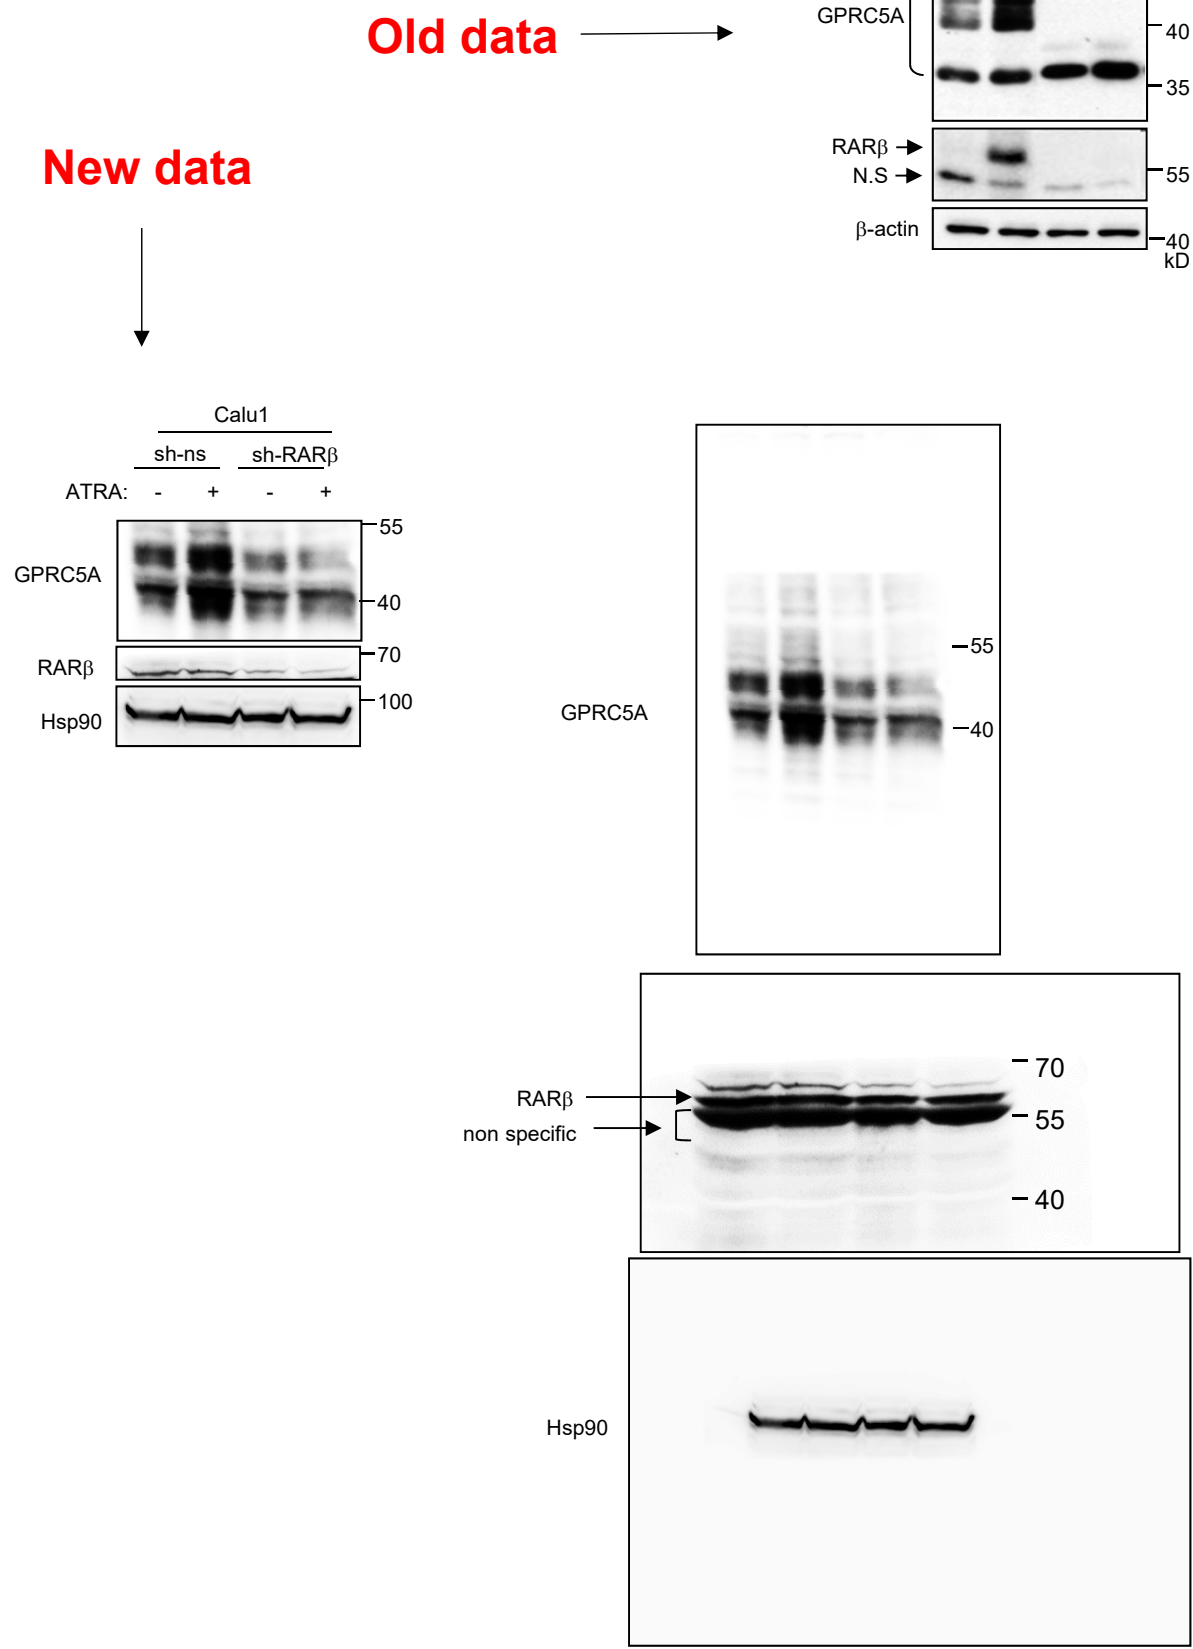 GPRC5A
40
Old data
35
New data
RARβ
N.S
55
β-actin
40
kD
Calu1
sh-ns sh-RARβ
ATRA: - + - +
55
GPRC5A
40
70
RARβ
100
Hsp90
55
GPRC5A
40
70
RARβ
55
non specific
40
Hsp90